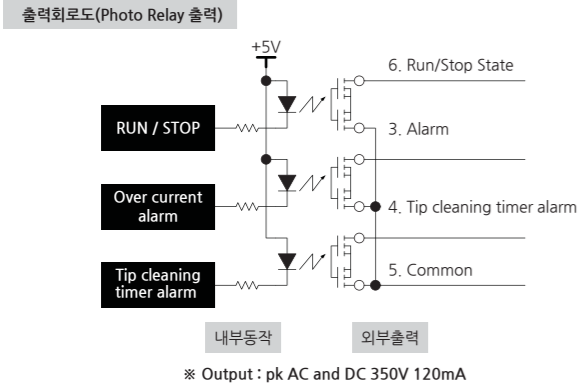 출력회로도(Photo Relay 출력)
+5V
6. Run/Stop State
RUN / STOP
3. Alarm
Over current
alarm
4. Tip cleaning timer alarm
5. Common
Tip cleaning
timer alarm
내부동작
외부출력
※ Output : pk AC and DC 350V 120mA